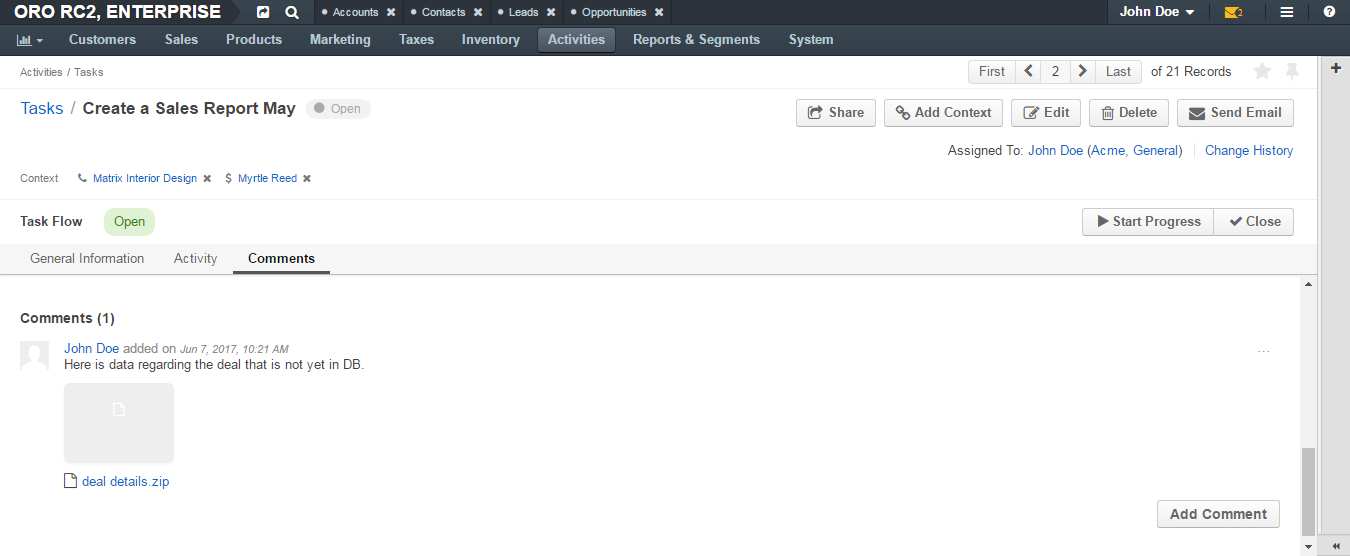 ORO RC2, ENTERPRISE Accounts Contacts Leads Opportunities John Doe 2
Customers Sales Products Marketing Taxes Inventory Activities Reports & Segments System
Activities / Tasks First 2 Last of 21 Records
Tasks / Create a Sales Report May Open Share Add Context Edit Delete Send Email
Assigned To: John Doe (Acme, General) Change History
Context Matrix Interior Design $ Myrtle Reed
Task Flow Open Start Progress Close
General Information Activity Comments
Comments (1)
John Doe added on Jun 7, 2017, 10:21 AM ...
Here is data regarding the deal that is not yet in DB.
deal details.zip
Add Comment